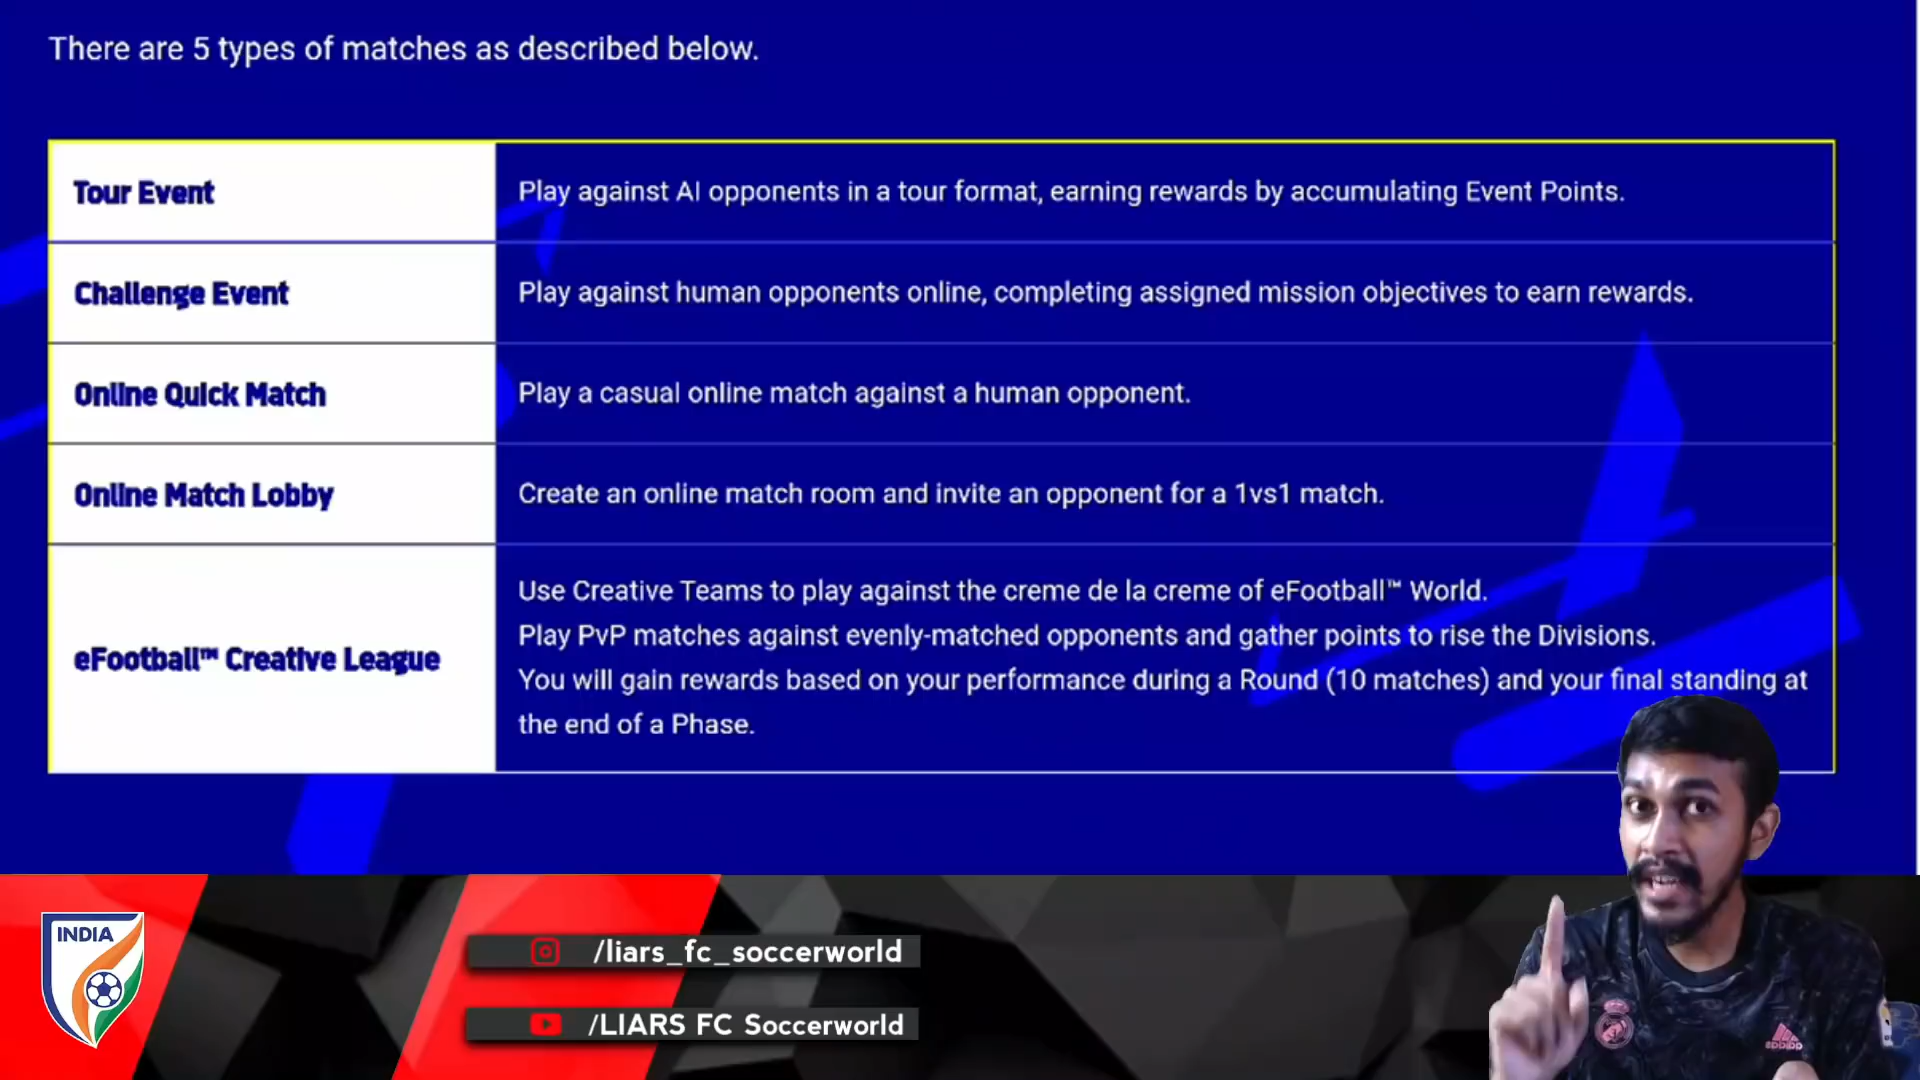 There are 5 types of matches as described below.
Tour Event
Play against AI opponents in a tour format, earning rewards by accumulating Event Points.
Challenge Event
Play against human opponents online, completing assigned mission objectives to earn rewards.
Online Quick Match
Play a casual online match against a human opponent.
Online Match Lobby
Create an online match room and invite an opponent for a 1vs1 match.
eFootball™ Creative League
Use Creative Teams to play against the creme de la creme of eFootball™ World.
Play PvP matches against evenly-matched opponents and gather points to rise the Divisions.
You will gain rewards based on your performance during a Round (10 matches) and your final standing at
the end of a Phase.
INDIA
/liars_fc_soccerworld
/LIARS FC Soccerworld
adidas